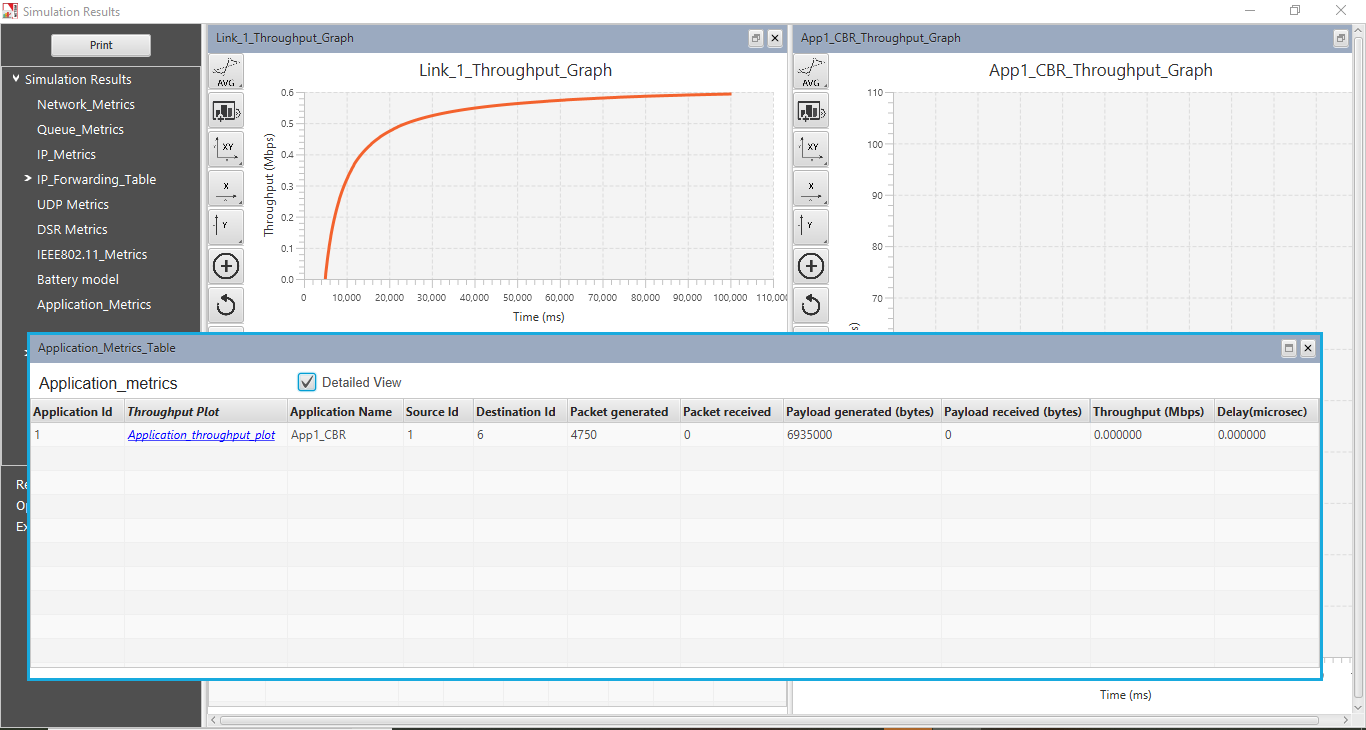 Simulation Results
Print
Simulation Results
Network_Metrics
Queue_Metrics
IP_Metrics
IP_Forwarding_Table
UDP Metrics
DSR Metrics
IEEE802.11_Metrics
Battery model
Application_Metrics
Link_1_Throughput_Graph
AVG
XY
X
Y
Link_1_Throughput_Graph
Throughput (Mbps)
0.6
0.5
0.4
0.3
0.2
0.1
0.0
0 10,000 20,000 30,000 40,000 50,000 60,000 70,000 80,000 90,000 100,000 110,000
Time (ms)
App1_CBR_Throughput_Graph
AVG
XY
X
Y
App1_CBR_Throughput_Graph
110
100
90
80
70
s)
Application_Metrics_Table
Application_metrics Detailed View
Application Id Throughput Plot Application Name Source Id Destination Id Packet generated Packet received Payload generated (bytes) Payload received (bytes) Throughput (Mbps) Delay(microsec)
1 Application_throughput_plot App1_CBR 1 6 4750 0 6935000 0 0.000000 0.000000
Re
Op
Ex
Time (ms)